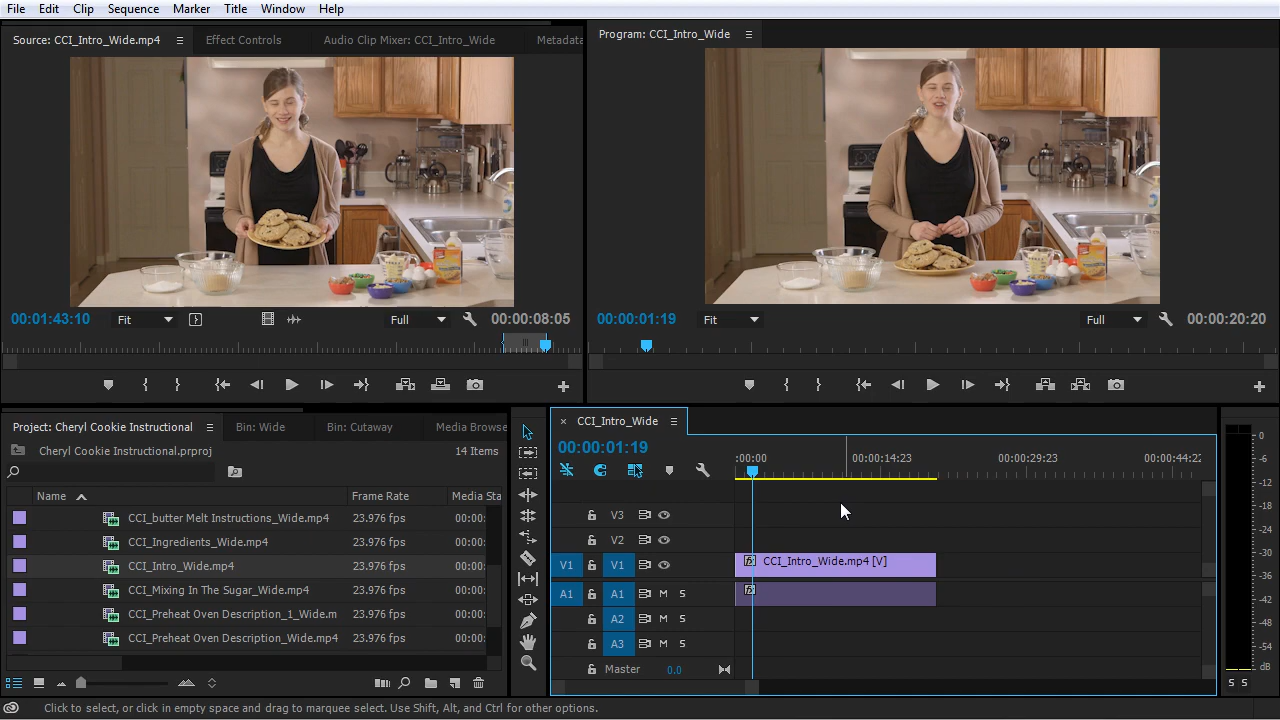 File Edit Clip Sequence Marker Title Window Help
Source: CCI_Intro_Wide.mp4 Effect Controls Audio Clip Mixer: CCI_Intro_Wide Metadata
Program: CCI_Intro_Wide
00:01:43:10 Fit Full 00:00:08:05
00:00:01:19 Fit Full 00:00:20:20
Project: Cheryl Cookie Instructional Bin: Wide Bin: Cutaway Media Browse
Cheryl Cookie Instructional.prproj 14 Items
Name Frame Rate Media Sta
CCI_butter Melt Instructions_Wide.mp4 23.976 fps 00:00:
CCI_Ingredients_Wide.mp4 23.976 fps 00:00:
CCI_Intro_Wide.mp4 23.976 fps 00:00:
CCI_Mixing In The Sugar_Wide.mp4 23.976 fps 00:00:
CCI_Preheat Oven Description_1_Wide.m 23.976 fps 00:00:
CCI_Preheat Oven Description_Wide.mp4 23.976 fps 00:00:
× CCI_Intro_Wide
00:00:01:19
:00:00 00:00:14:23 00:00:29:23 00:00:44:22
V3
V2
V1 V1 fx CCI_Intro_Wide.mp4 [V]
A1 A1 M S fx
A2 M S
A3 M S
Master 0.0
0
-6
-12
-18
-24
-30
-36
-42
-48
-54
dB
S S
Click to select, or click in empty space and drag to marquee select. Use Shift, Alt, and Ctrl for other options.